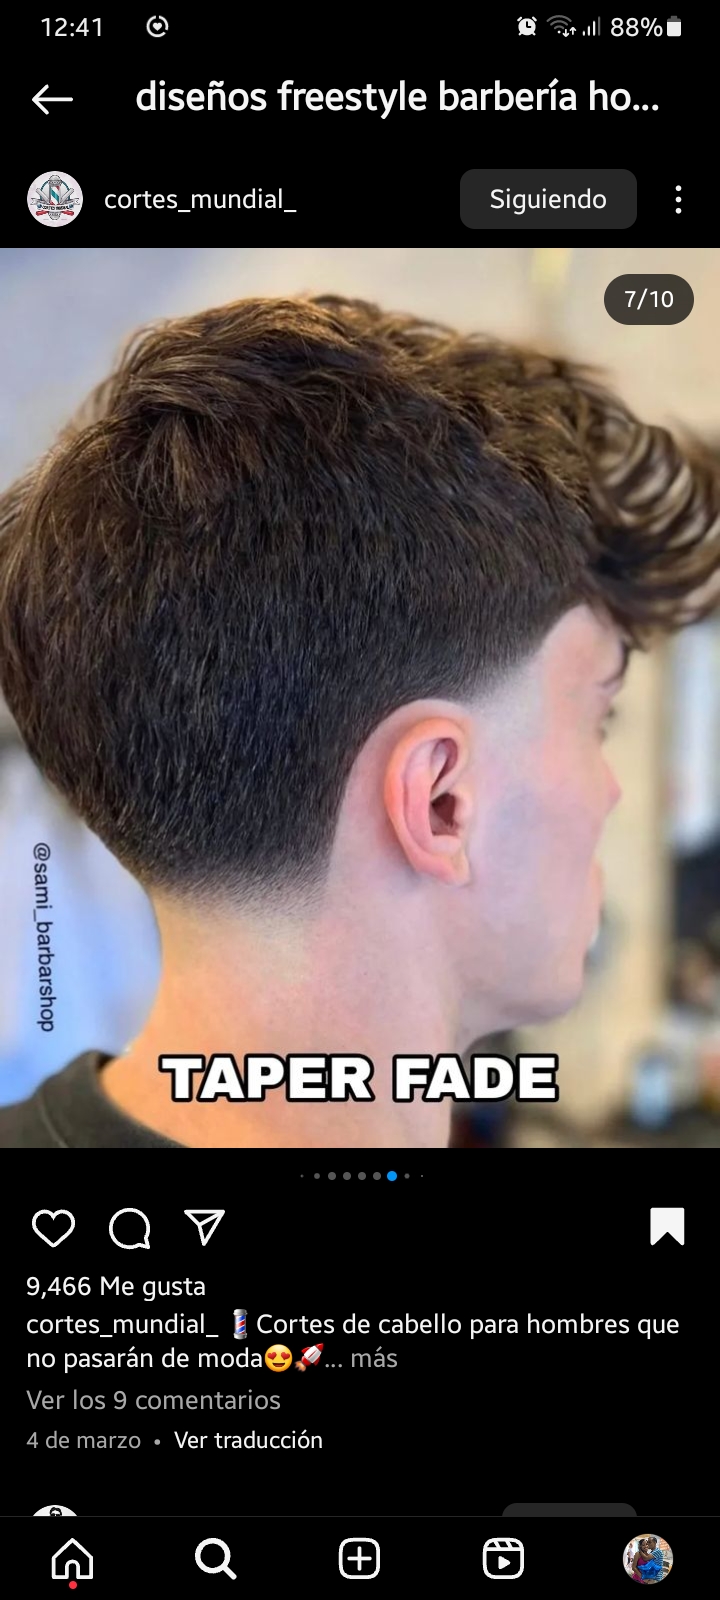 12:41
88%
diseños freestyle barbería ho...
cortes_mundial_
Siguiendo
7/10
@sami_barbarshop
TAPER FADE
9,466 Me gusta
cortes_mundial_ 💈Cortes de cabello para hombres que
no pasarán de moda😍🚀... más
Ver los 9 comentarios
4 de marzo • Ver traducción